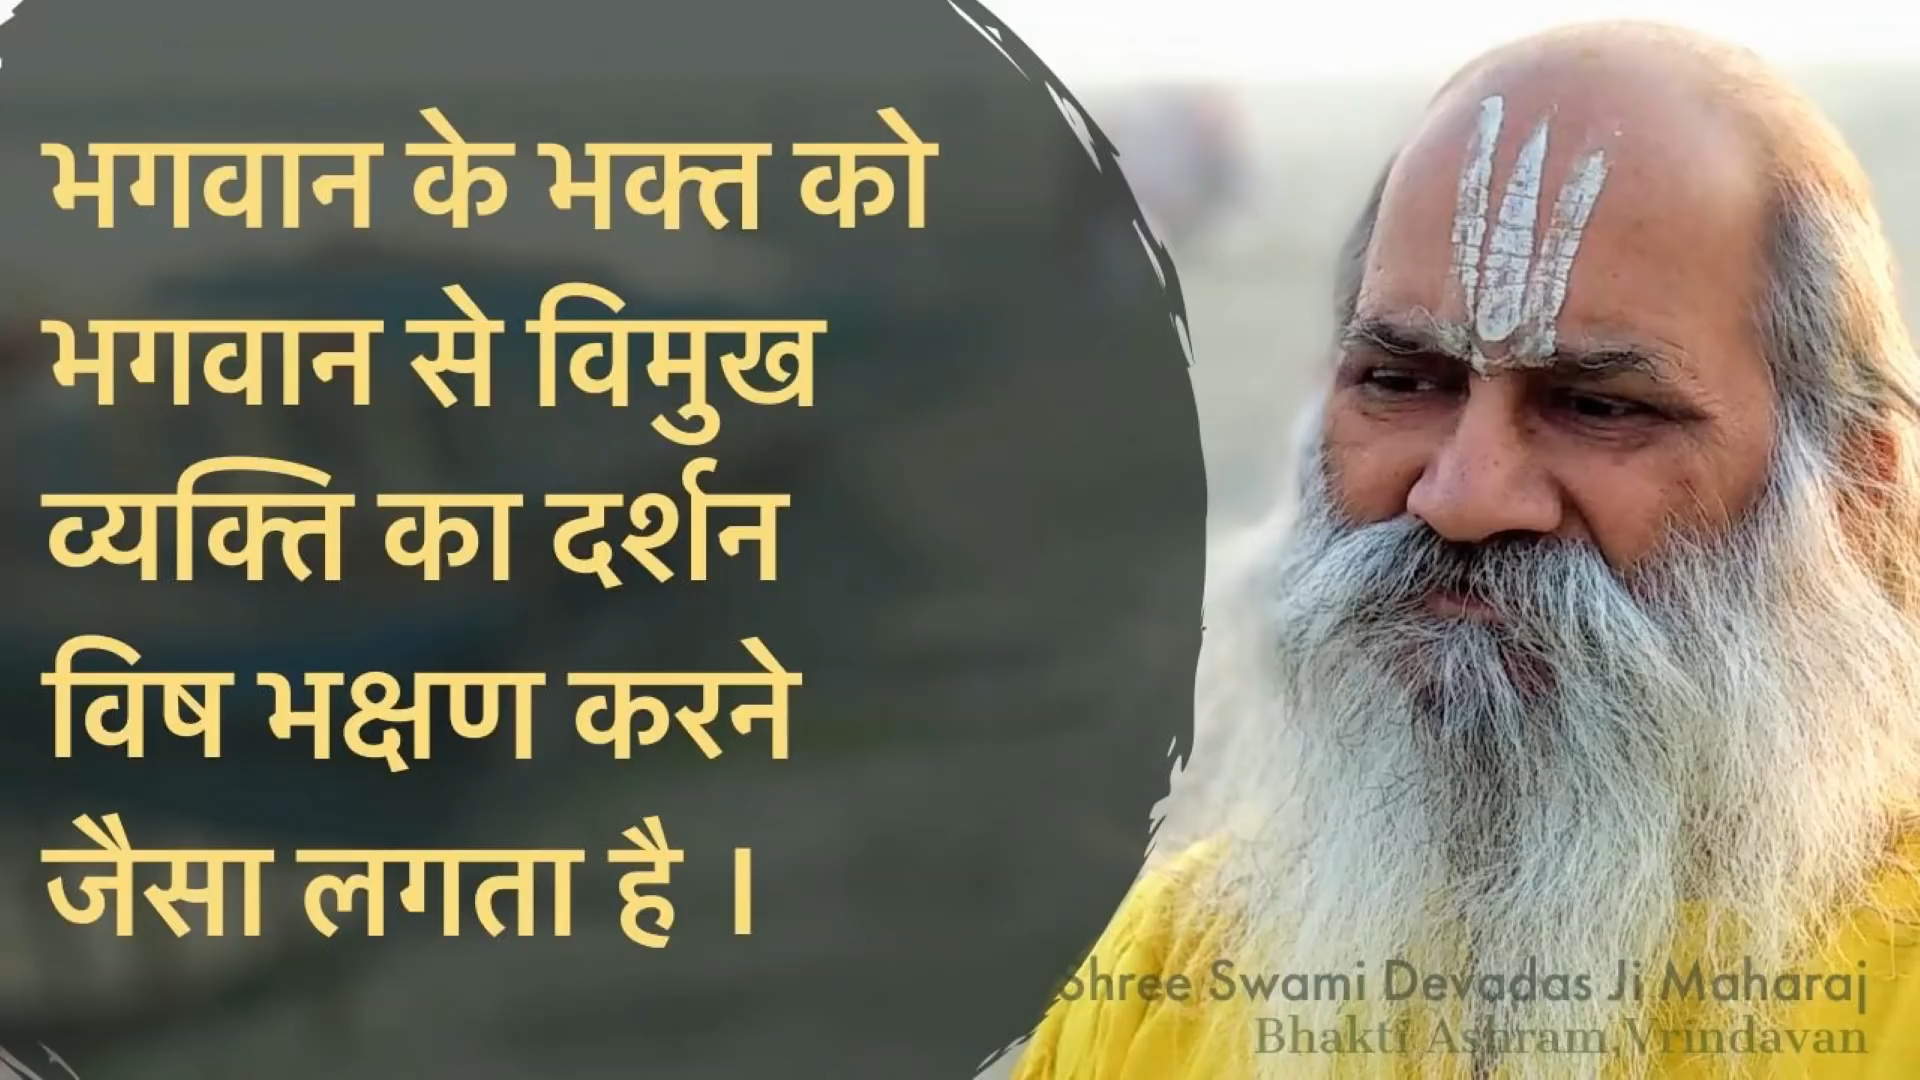 भगवान के भक्त को
भगवान से विमुख
व्यक्ति का दर्शन
विष भक्षण करने
जैसा लगता है ।
Shree Swami Devadas Ji Maharaj
Bhakti Ashram,Vrindavan